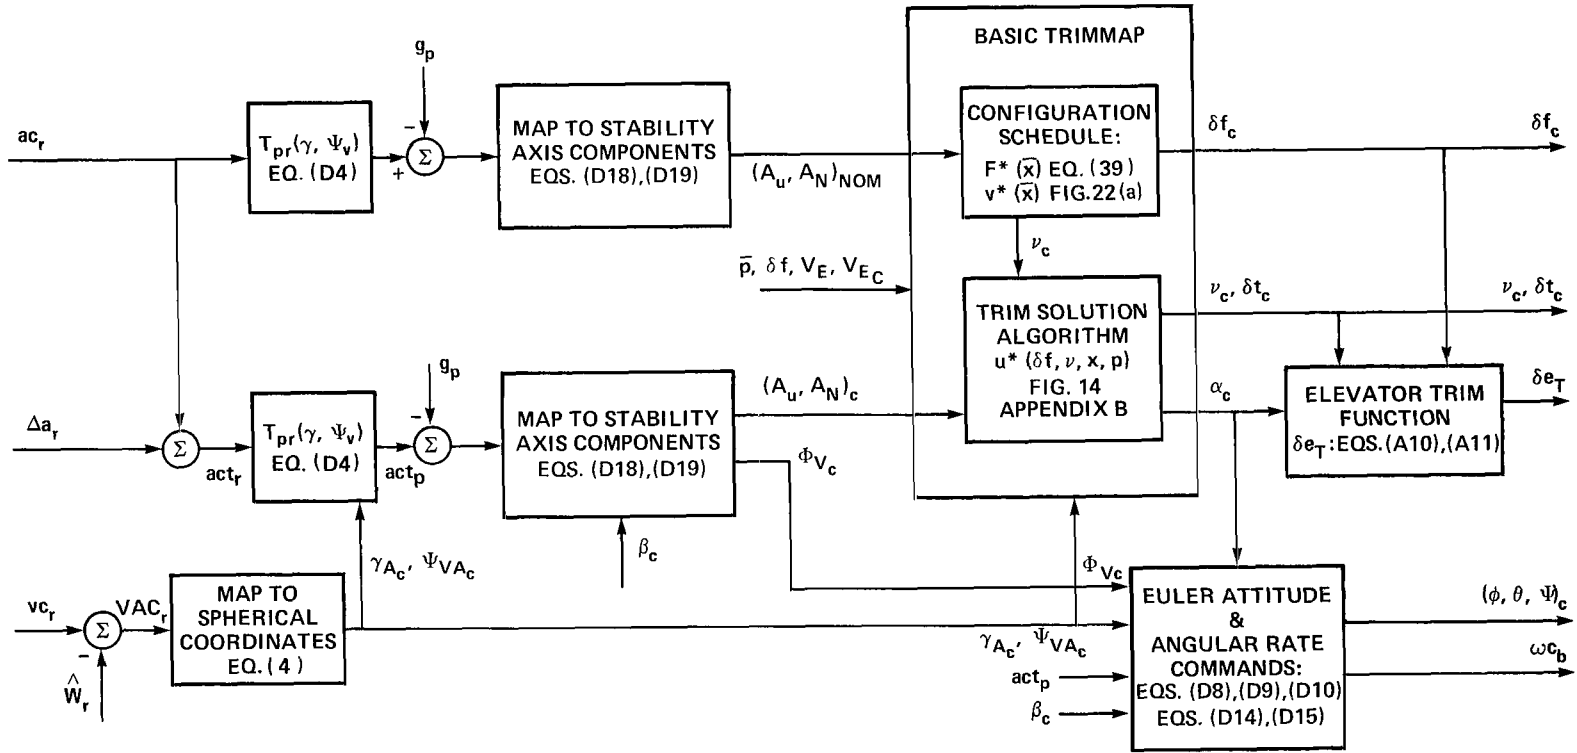 BASIC TRIMMAP
g_p
−
ac_r
T_pr(γ, Ψ_v)
EQ. (D4)
+
Σ
MAP TO STABILITY
AXIS COMPONENTS
EQS. (D18),(D19)
(A_u, A_N)_NOM
CONFIGURATION
SCHEDULE:
F* (x̄) EQ. (39)
v* (x̄) FIG.22(a)
δf_c
δf_c
ν_c
p̄, δf, V_E, V_E_C
TRIM SOLUTION
ALGORITHM
u* (δf, ν, x, p)
FIG. 14
APPENDIX B
ν_c, δt_c
ν_c, δt_c
g_p
−
Δa_r
Σ
act_r
T_pr(γ, Ψ_v)
EQ. (D4)
act_p
Σ
MAP TO STABILITY
AXIS COMPONENTS
EQS. (D18),(D19)
(A_u, A_N)_c
Φ_V_c
α_c
ELEVATOR TRIM
FUNCTION
δe_T:EQS.(A10),(A11)
δe_T
β_c
γ_A_c, Ψ_VA_c
vc_r
Σ
−
Ŵ_r
VAC_r
MAP TO
SPHERICAL
COORDINATES
EQ.(4)
Φ_Vc
γ_A_c, Ψ_VA_c
act_p
β_c
EULER ATTITUDE
&
ANGULAR RATE
COMMANDS:
EQS. (D8),(D9),(D10)
EQS. (D14),(D15)
(ϕ, θ, Ψ)_c
ωc_b